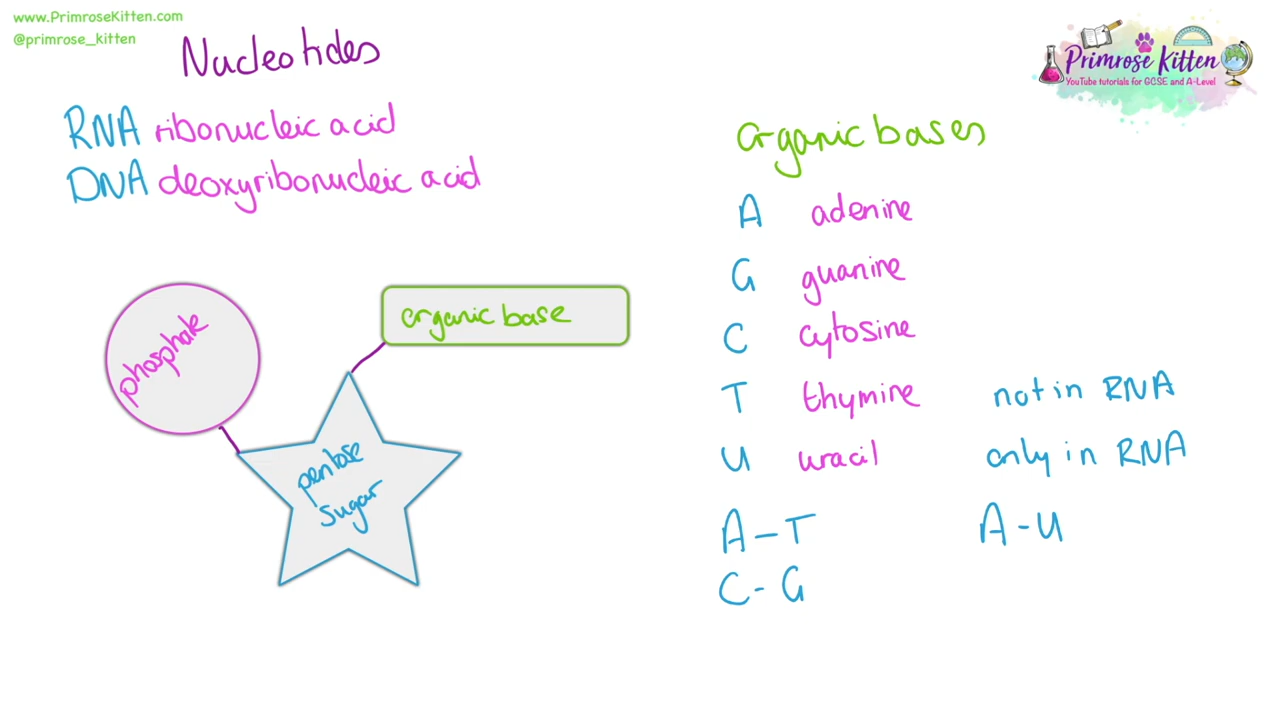 www.PrimroseKitten.com
@primrose_kitten
Nucleotides
RNA ribonucleic acid
DNA deoxyribonucleic acid
phosphate
organic base
pentose
sugar
Primrose Kitten
YouTube tutorials for GCSE and A-Level
organic bases
A adenine
G guanine
C cytosine
T thymine not in RNA
U uracil only in RNA
A-T A-U
C-G